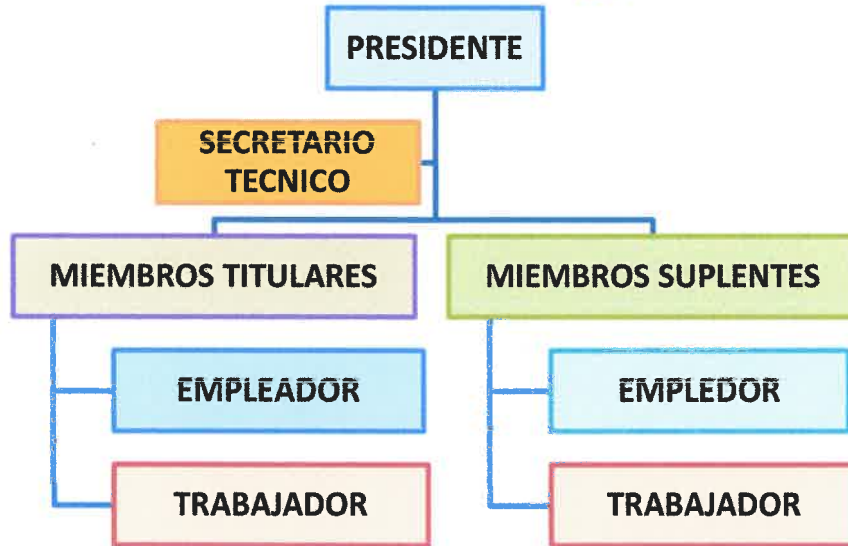 PRESIDENTE
SECRETARIO
TECNICO
MIEMBROS TITULARES
MIEMBROS SUPLENTES
EMPLEADOR
EMPLEDOR
TRABAJADOR
TRABAJADOR